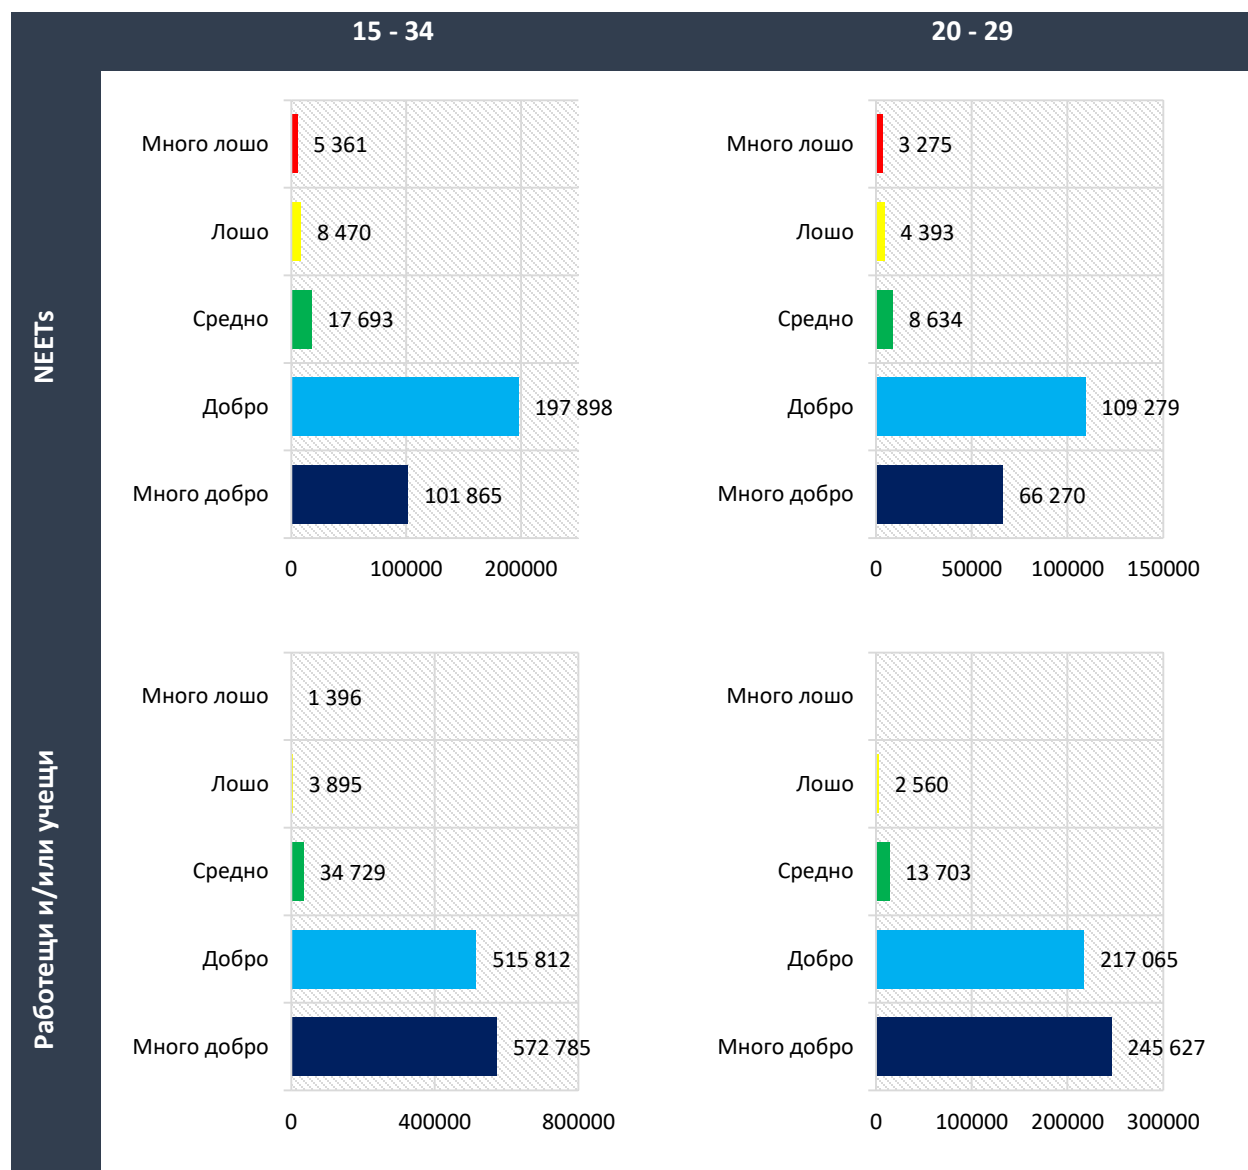 15 - 34
20 - 29
NEETs
Много лошо
5 361
Лошо
8 470
Средно
17 693
Добро
197 898
Много добро
101 865
0 100000 200000
Много лошо
3 275
Лошо
4 393
Средно
8 634
Добро
109 279
Много добро
66 270
0 50000 100000 150000
Работещи и/или учещи
Много лошо
1 396
Лошо
3 895
Средно
34 729
Добро
515 812
Много добро
572 785
0 400000 800000
Много лошо
Лошо
2 560
Средно
13 703
Добро
217 065
Много добро
245 627
0 100000 200000 300000